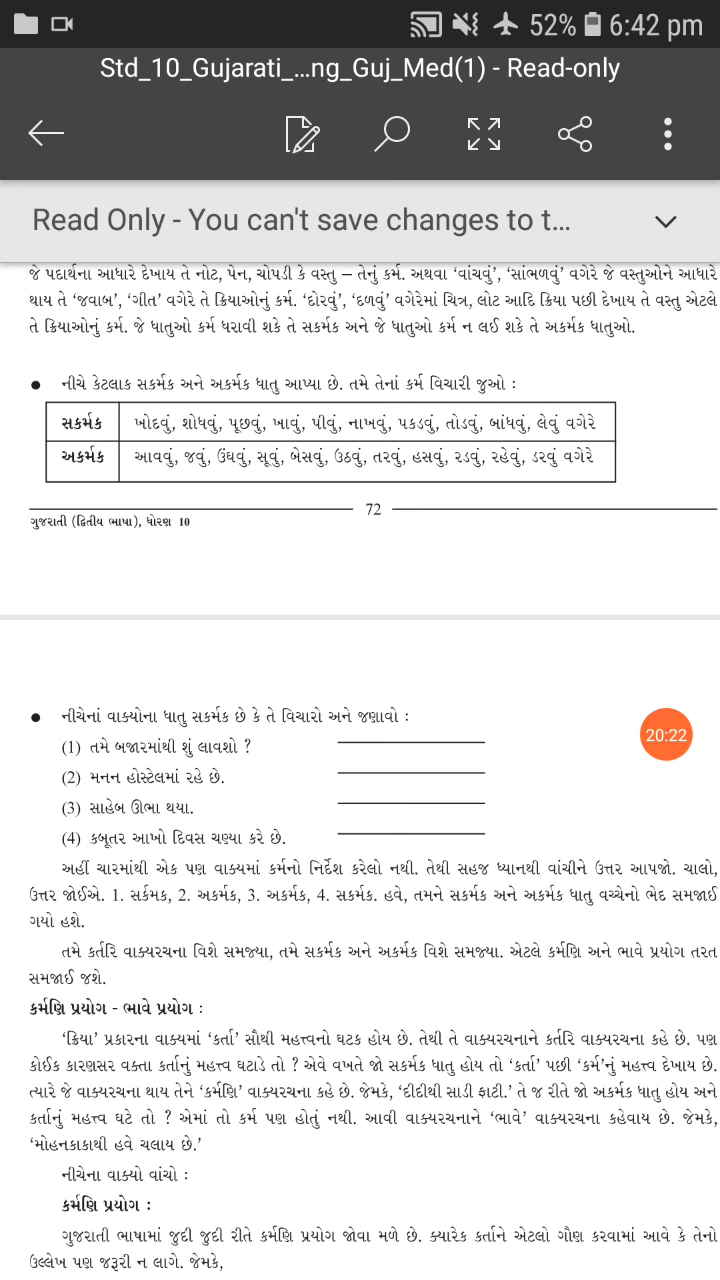 52% 6:42 pm
Std_10_Gujarati_...ng_Guj_Med(1) - Read-only
Read Only - You can't save changes to t...
જે પદાર્થના આધારે દેખાય તે નોટ, પેન, ચોપડી કે વસ્તુ – તેનું કર્મ. અથવા ‘વાંચવું’, ‘સાંભળવું’ વગેરે જે વસ્તુઓને આધારે
થાય તે ‘જવાબ’, ‘ગીત’ વગેરે તે ક્રિયાઓનું કર્મ. ‘દોરવું’, ‘દળવું’ વગેરેમાં ચિત્ર, લોટ આદિ ક્રિયા પછી દેખાય તે વસ્તુ એટલે
તે ક્રિયાઓનું કર્મ. જે ધાતુઓ કર્મ ધરાવી શકે તે સકર્મક અને જે ધાતુઓ કર્મ ન લઈ શકે તે અકર્મક ધાતુઓ.
● નીચે કેટલાક સકર્મક અને અકર્મક ધાતુ આપ્યા છે. તમે તેનાં કર્મ વિચારી જુઓ :
સકર્મક ખોદવું, શોધવું, પૂછવું, ખાવું, પીવું, નાખવું, પકડવું, તોડવું, બાંધવું, લેવું વગેરે
અકર્મક આવવું, જવું, ઉંઘવું, સૂવું, બેસવું, ઉઠવું, તરવું, હસવું, રડવું, રહેવું, ડરવું વગેરે
72
ગુજરાતી (દ્વિતીય ભાષા), ધોરણ 10
● નીચેનાં વાક્યોના ધાતુ સકર્મક છે કે તે વિચારો અને જણાવો :
20:22
(1) તમે બજારમાંથી શું લાવશો ?
(2) મનન હોસ્ટેલમાં રહે છે.
(3) સાહેબ ઊભા થયા.
(4) કબૂતર આખો દિવસ ચણ્યા કરે છે.
અહીં ચારમાંથી એક પણ વાક્યમાં કર્મનો નિર્દેશ કરેલો નથી. તેથી સહજ ધ્યાનથી વાંચીને ઉત્તર આપજો. ચાલો,
ઉત્તર જોઈએ. 1. સર્કમક, 2. અકર્મક, 3. અકર્મક, 4. સકર્મક. હવે, તમને સકર્મક અને અકર્મક ધાતુ વચ્ચેનો ભેદ સમજાઈ
ગયો હશે.
તમે કર્તરિ વાક્યરચના વિશે સમજ્યા, તમે સકર્મક અને અકર્મક વિશે સમજ્યા. એટલે કર્મણિ અને ભાવે પ્રયોગ તરત
સમજાઈ જશે.
કર્મણિ પ્રયોગ - ભાવે પ્રયોગ :
‘ક્રિયા’ પ્રકારના વાક્યમાં ‘કર્તા’ સૌથી મહત્ત્વનો ઘટક હોય છે. તેથી તે વાક્યરચનાને કર્તરિ વાક્યરચના કહે છે. પણ
કોઈક કારણસર વક્તા કર્તાનું મહત્ત્વ ઘટાડે તો ? એવે વખતે જો સકર્મક ધાતુ હોય તો ‘કર્તા’ પછી ‘કર્મ’નું મહત્ત્વ દેખાય છે.
ત્યારે જે વાક્યરચના થાય તેને ‘કર્મણિ’ વાક્યરચના કહે છે. જેમકે, ‘દીદીથી સાડી ફાટી.’ તે જ રીતે જો અકર્મક ધાતુ હોય અને
કર્તાનું મહત્ત્વ ઘટે તો ? એમાં તો કર્મ પણ હોતું નથી. આવી વાક્યરચનાને ‘ભાવે’ વાક્યરચના કહેવાય છે. જેમકે,
‘મોહનકાકાથી હવે ચલાય છે.’
નીચેના વાક્યો વાંચો :
કર્મણિ પ્રયોગ :
ગુજરાતી ભાષામાં જુદી જુદી રીતે કર્મણિ પ્રયોગ જોવા મળે છે. ક્યારેક કર્તાને એટલો ગૌણ કરવામાં આવે કે તેનો
ઉલ્લેખ પણ જરૂરી ન લાગે. જેમકે,